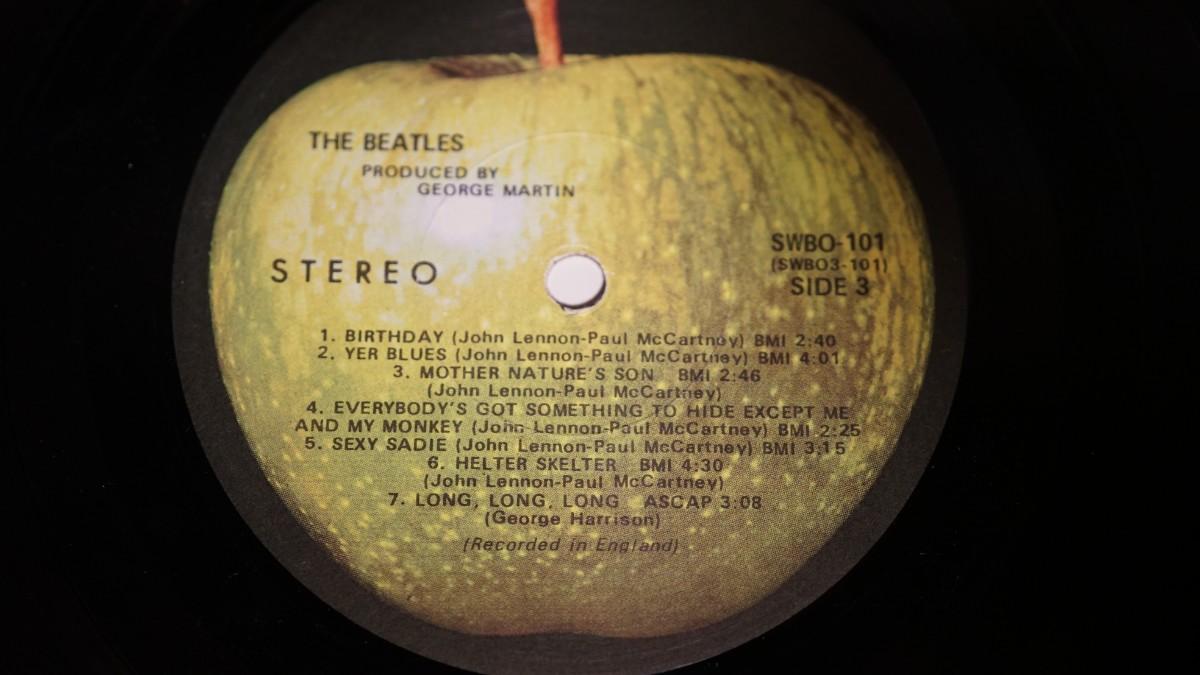 THE BEATLES
PRODUCED BY
GEORGE MARTIN
STEREO
SWBO-101
(SWBO3-101)
SIDE 3
1. BIRTHDAY (John Lennon-Paul McCartney) BMI 2:40
2. YER BLUES (John Lennon-Paul McCartney) BMI 4:01
3. MOTHER NATURE'S SON BMI 2:46
(John Lennon-Paul McCartney)
4. EVERYBODY'S GOT SOMETHING TO HIDE EXCEPT ME
AND MY MONKEY (John Lennon-Paul McCartney) BMI 2:25
5. SEXY SADIE (John Lennon-Paul McCartney) BMI 3:15
6. HELTER SKELTER BMI 4:30
(John Lennon-Paul McCartney)
7. LONG, LONG, LONG ASCAP 3:08
(George Harrison)
(Recorded in England)